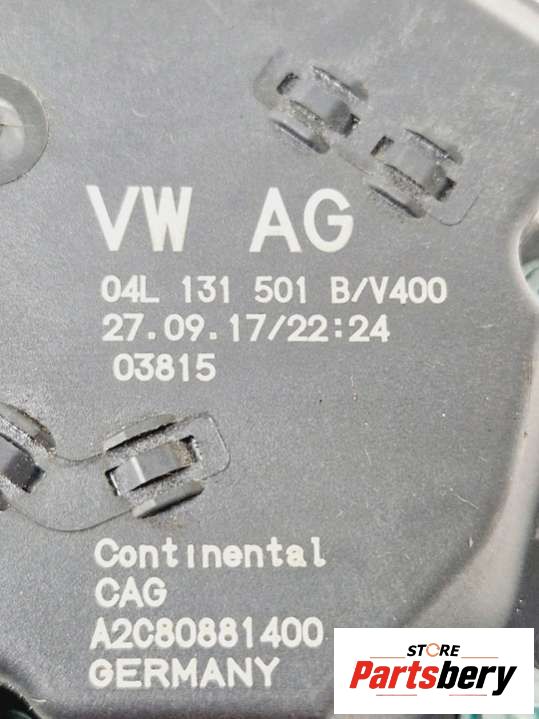 VW AG
04L 131 501 B/V400
27.09.17/22:24
03815
Continental
CAG
A2C80881400
GERMANY
STORE
Partsbery